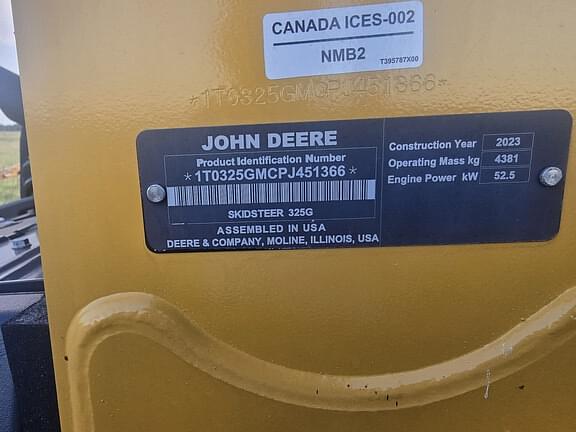 CANADA ICES-002
NMB2
T395787X00
*1T0325GMCPJ451366*
JOHN DEERE
Product Identification Number
*1T0325GMCPJ451366*
SKIDSTEER 325G
ASSEMBLED IN USA
DEERE & COMPANY, MOLINE, ILLINOIS, USA
Construction Year 2023
Operating Mass kg 4381
Engine Power kW 52.5